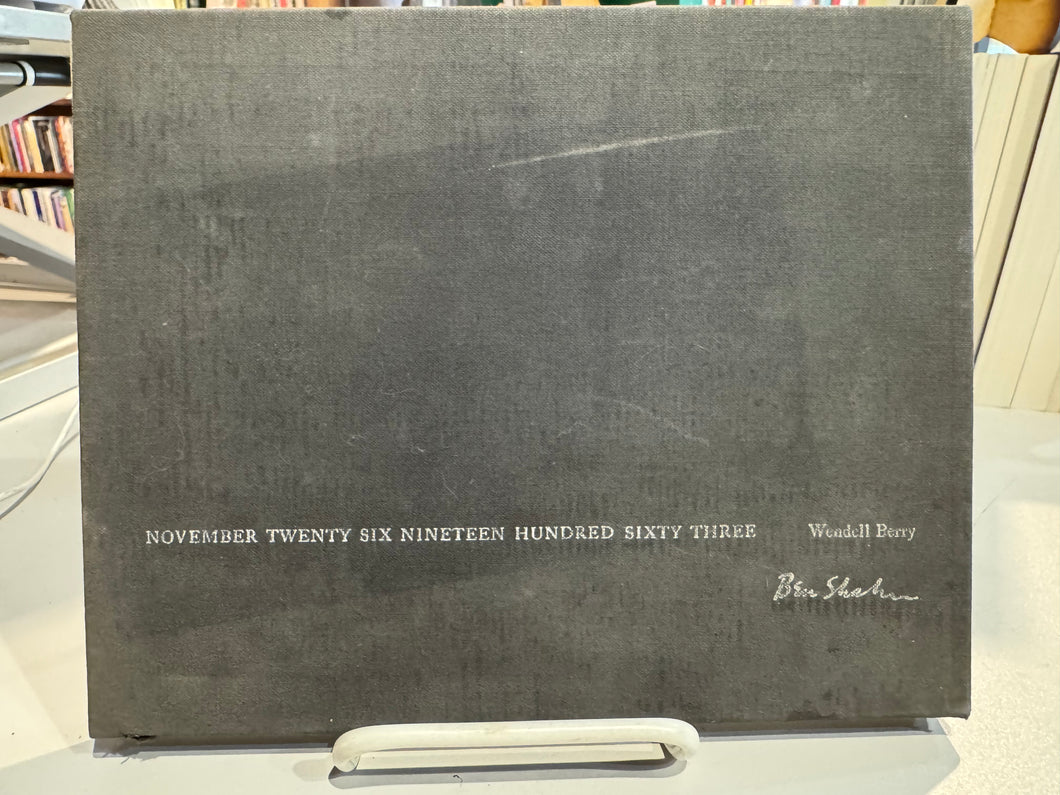 NOVEMBER TWENTY SIX NINETEEN HUNDRED SIXTY THREE Wendell Berry
Ben Shahn